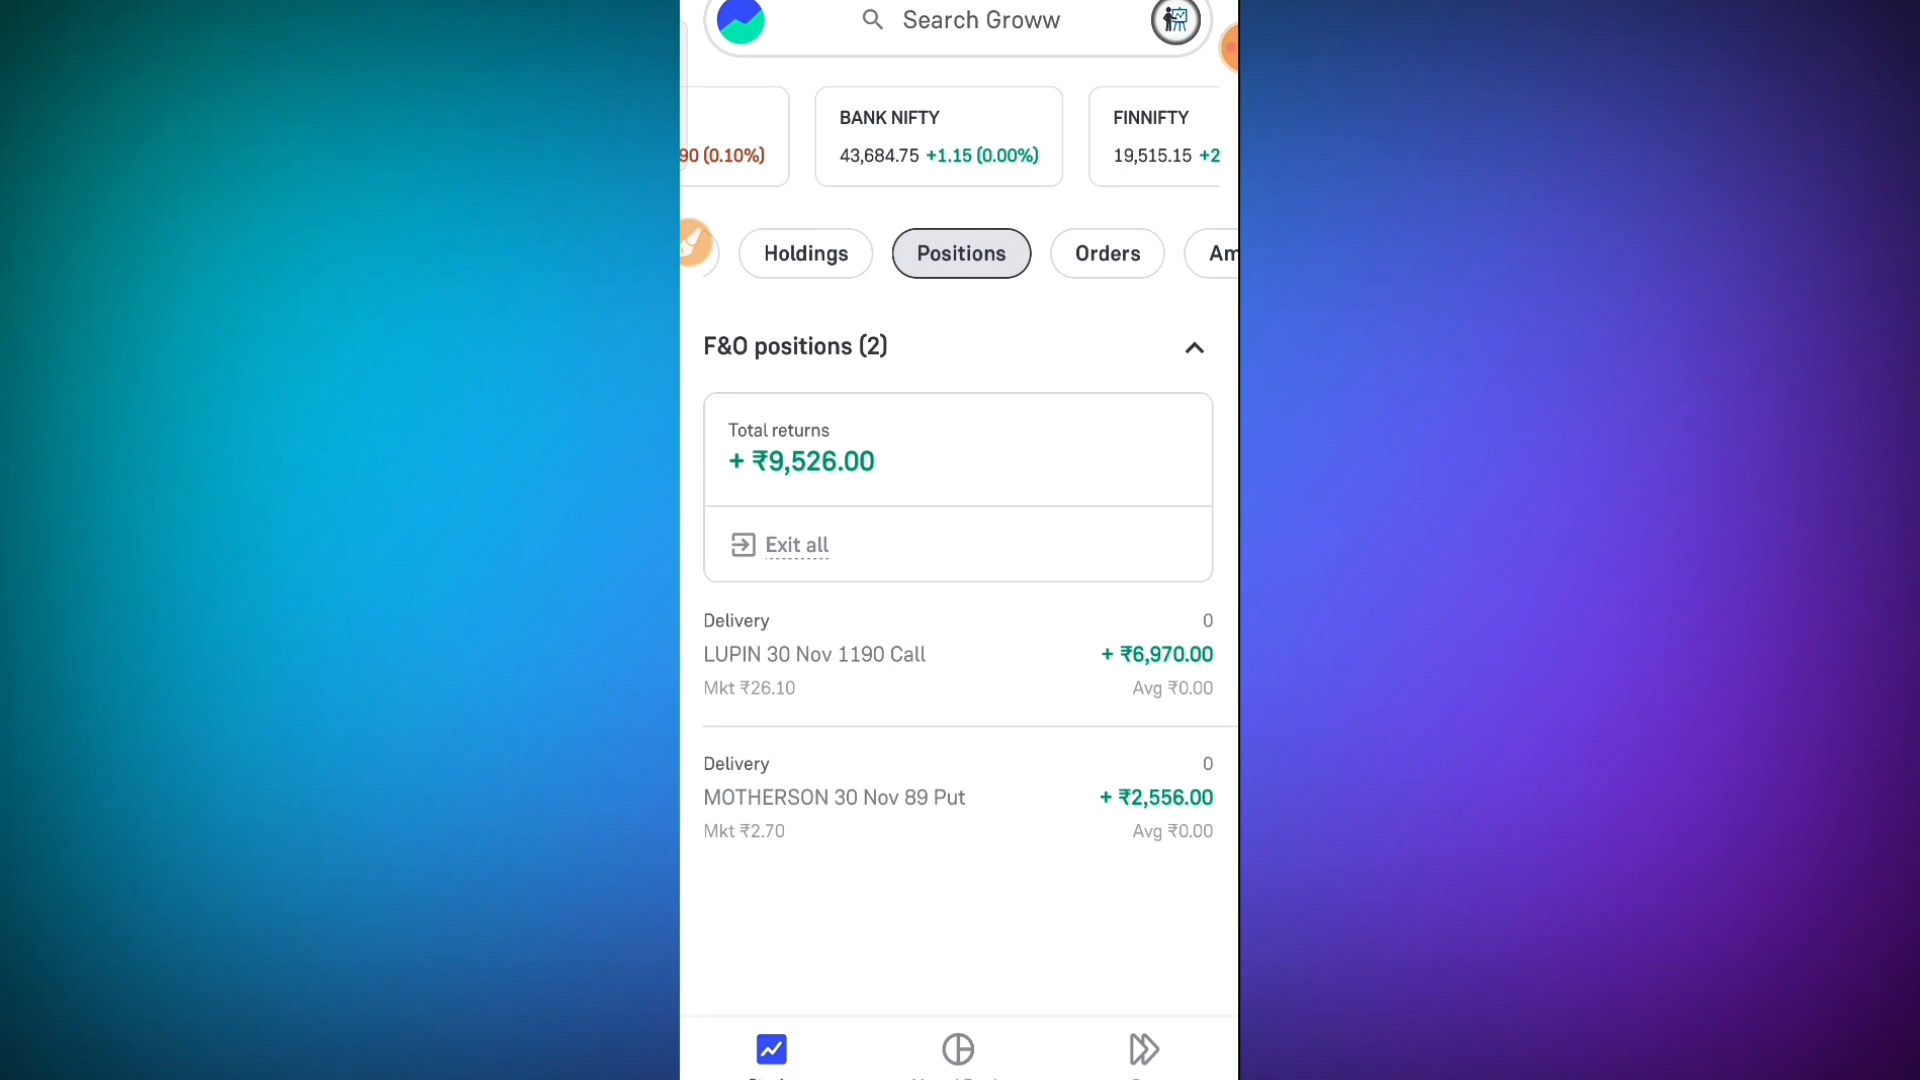 Search Groww
90 (0.10%)
BANK NIFTY
43,684.75 +1.15 (0.00%)
FINNIFTY
19,515.15 +2
Holdings
Positions
Orders
Am
F&O positions (2)
Total returns
+ ₹9,526.00
Exit all
Delivery 0
LUPIN 30 Nov 1190 Call + ₹6,970.00
Mkt ₹26.10 Avg ₹0.00
Delivery 0
MOTHERSON 30 Nov 89 Put + ₹2,556.00
Mkt ₹2.70 Avg ₹0.00